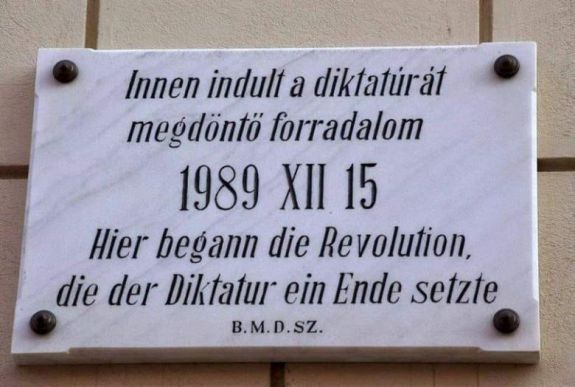 Innen indult a diktatúrát
megdöntő forradalom
1989 XII 15
Hier begann die Revolution,
die der Diktatur ein Ende setzte
B.M.D.SZ.